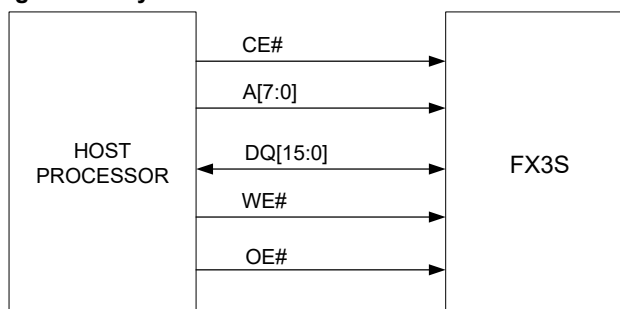 CE#
A[7:0]
HOST
PROCESSOR
DQ[15:0]
FX3S
WE#
OE#